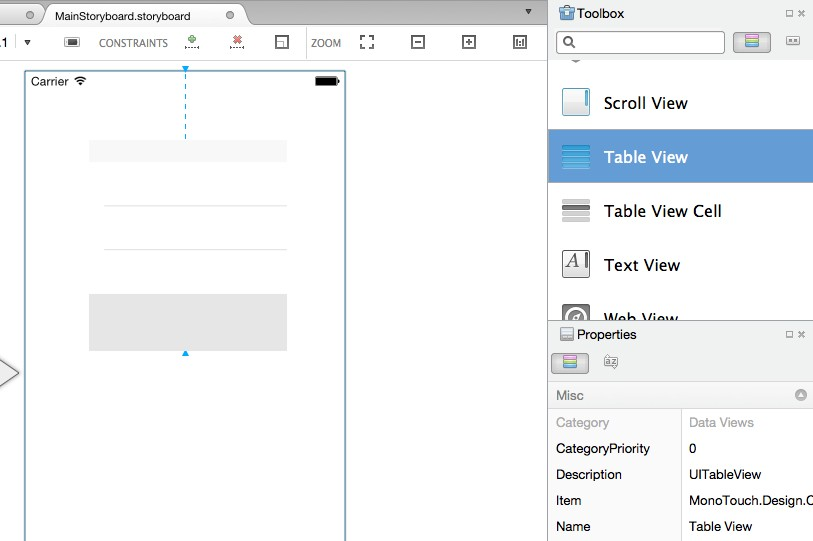 MainStoryboard.storyboard
.1
CONSTRAINTS
ZOOM
Carrier
Toolbox
Scroll View
Table View
Table View Cell
A
Text View
Web View
Properties
az
Misc
Category Data Views
CategoryPriority 0
Description UITableView
Item MonoTouch.Design.C
Name Table View